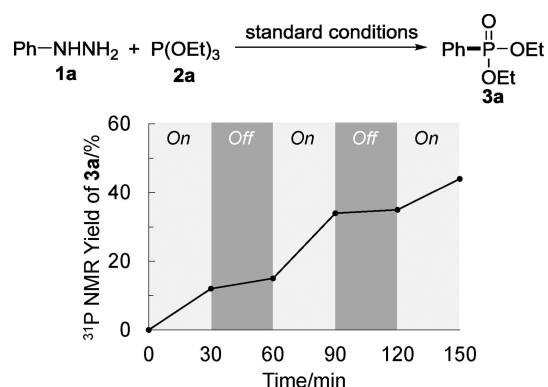 standard conditions
Ph–NHNH₂ + P(OEt)₃
1a
2a
O
Ph–P–OEt
OEt
3a
³¹P NMR Yield of 3a/%
60
40
20
0
On
Off
On
Off
On
0
30
60
90
120
150
Time/min